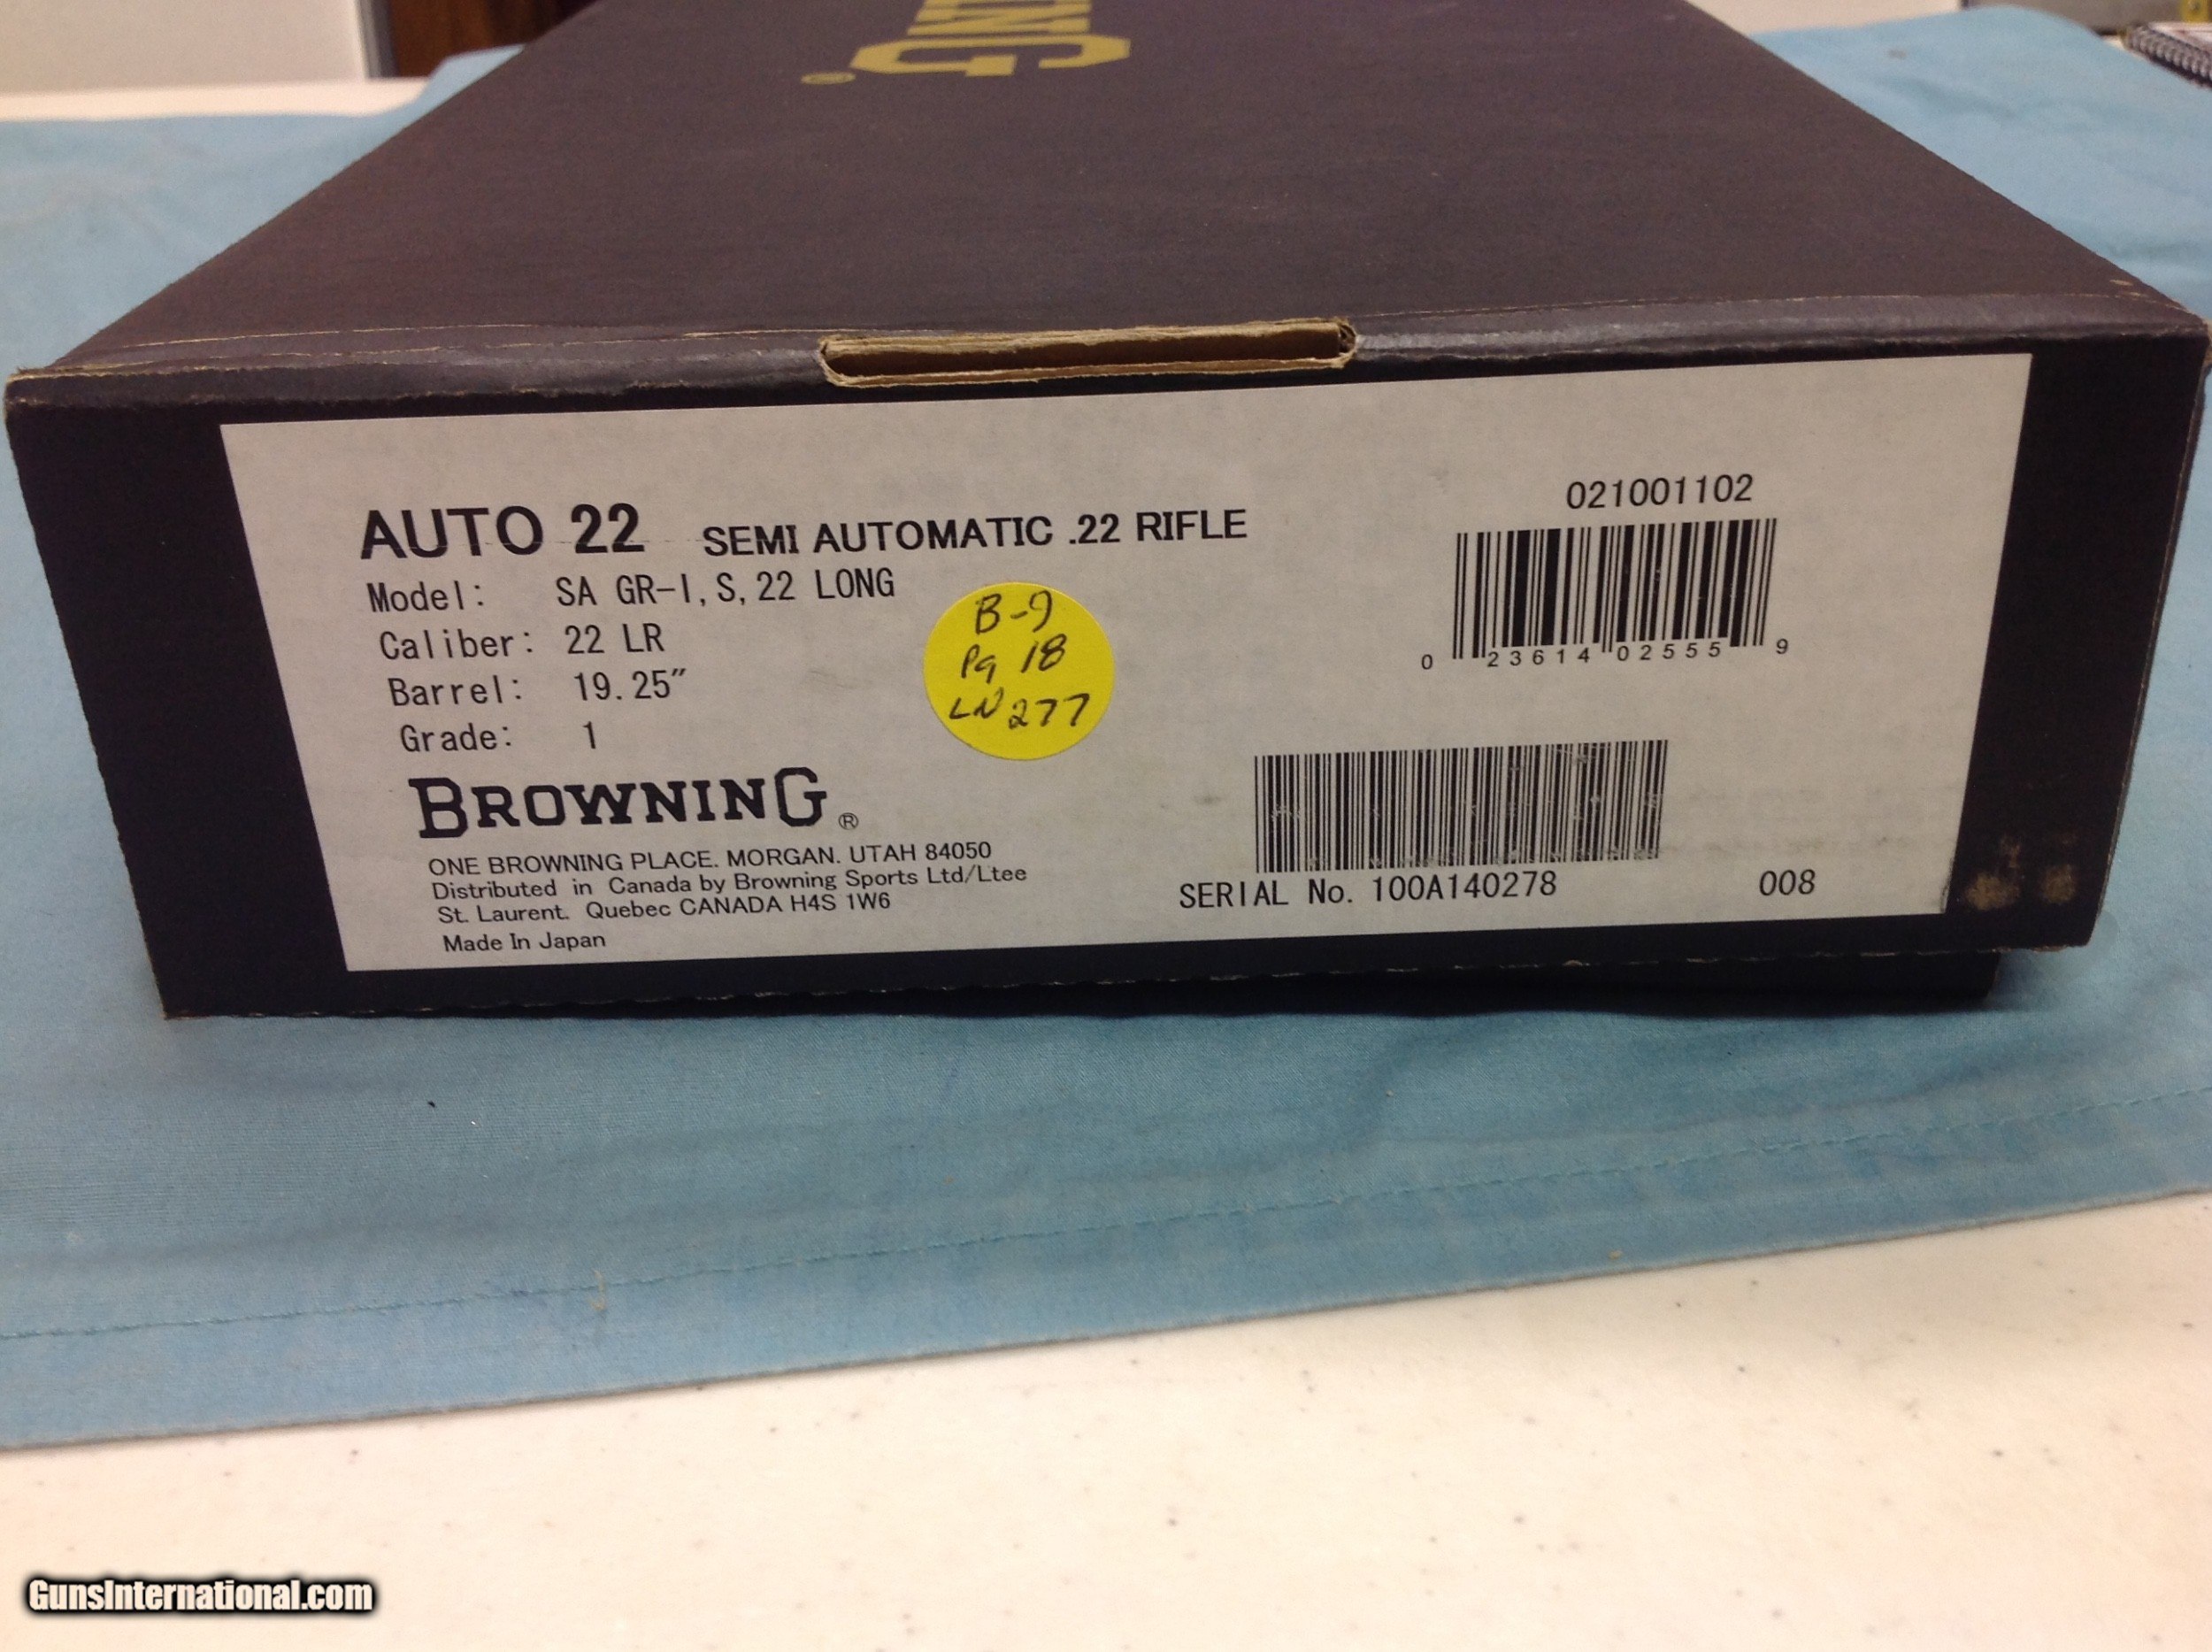 ING®
AUTO 22 SEMI AUTOMATIC .22 RIFLE
Model: SA GR-I, S, 22 LONG
Caliber: 22 LR
Barrel: 19.25"
Grade: 1
BROWNING®
ONE BROWNING PLACE. MORGAN. UTAH 84050
Distributed in Canada by Browning Sports Ltd/Ltee
St. Laurent. Quebec CANADA H4S 1W6
Made In Japan
B-9
Pg 18
LN 277
021001102
0 23614 02555 9
SERIAL No. 100A140278 008
GunsInternational.com